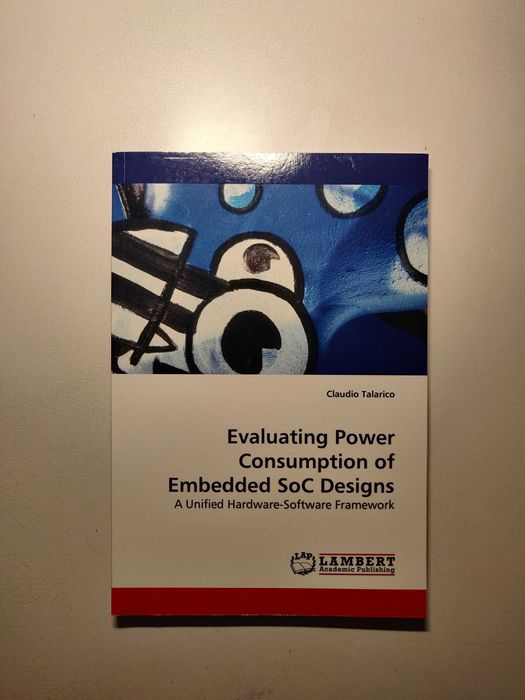 Claudio Talarico
Evaluating Power
Consumption of
Embedded SoC Designs
A Unified Hardware-Software Framework
LAP
LAMBERT
Academic Publishing